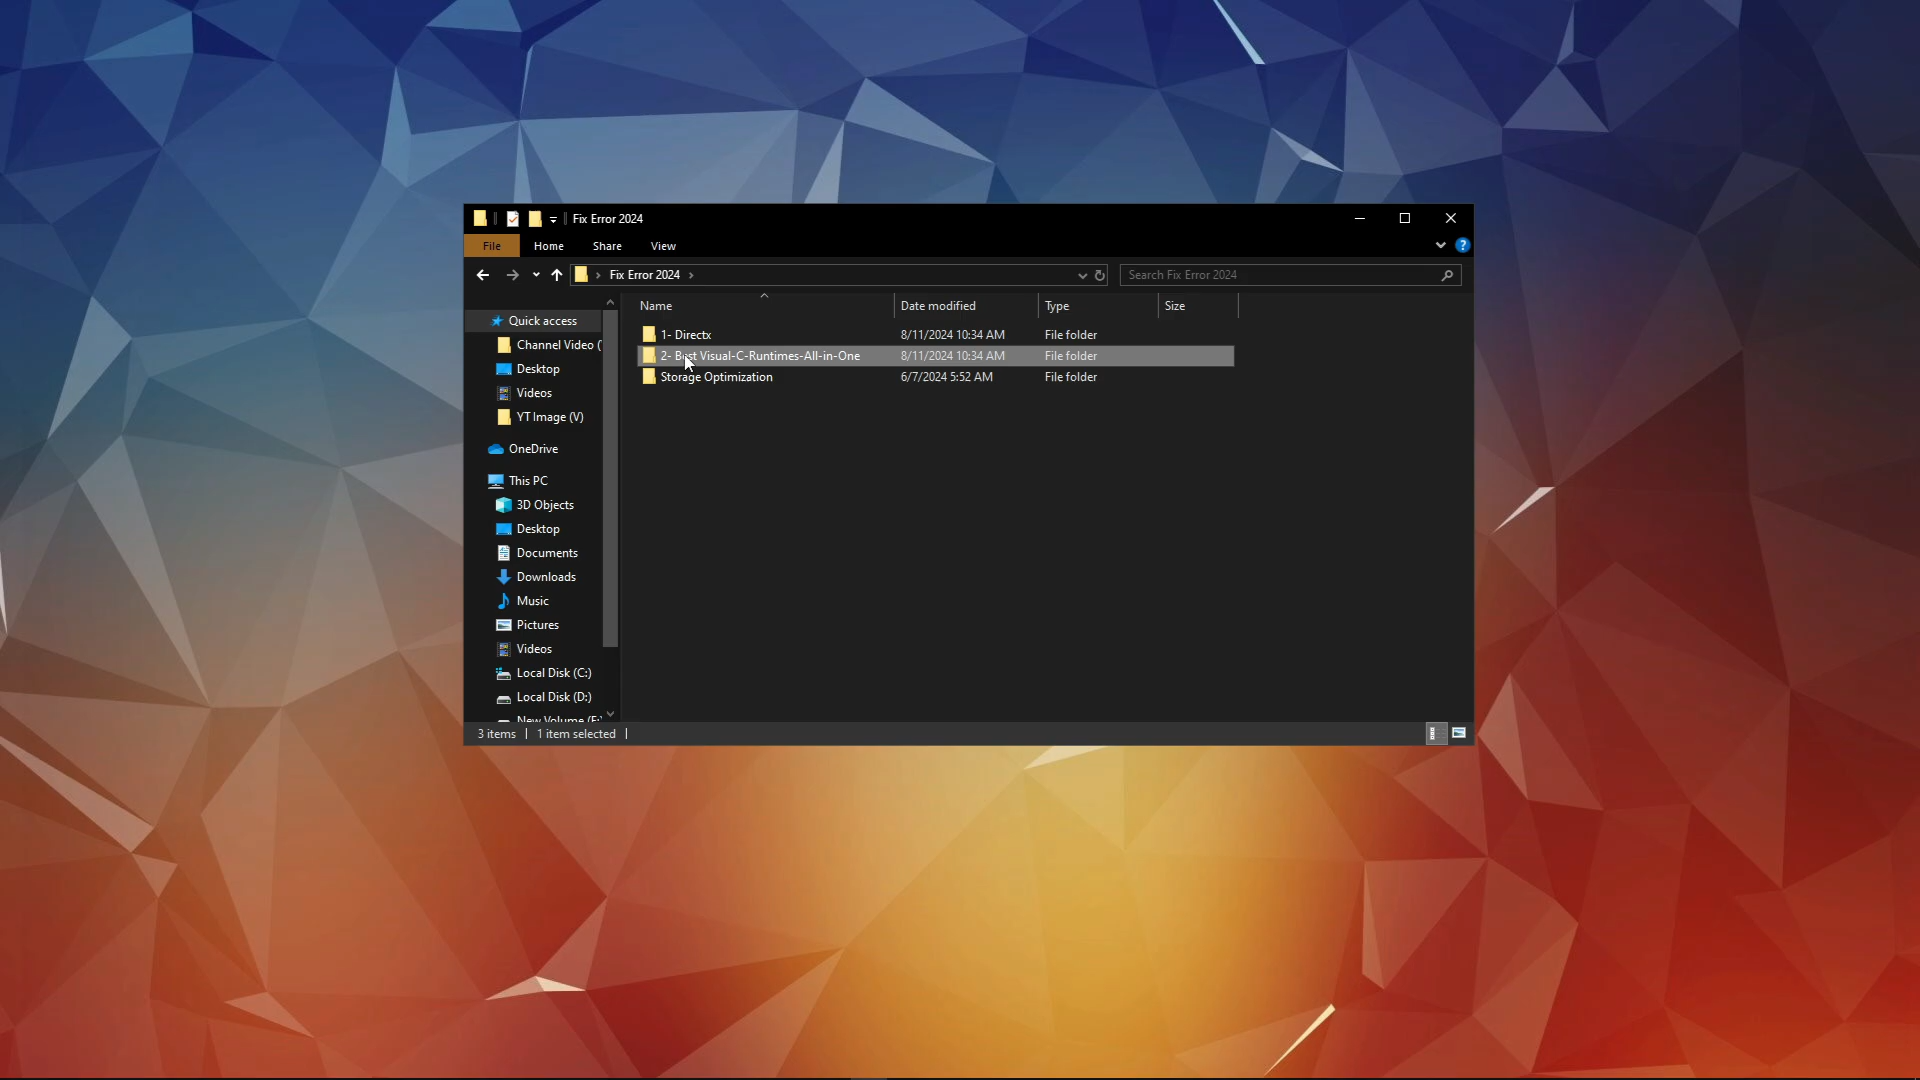 Fix Error 2024
File Home Share View
Fix Error 2024
Search Fix Error 2024
Name Date modified Type Size
1- Directx 8/11/2024 10:34 AM File folder
2- Best Visual-C-Runtimes-All-in-One 8/11/2024 10:34 AM File folder
Storage Optimization 6/7/2024 5:52 AM File folder
Quick access
Channel Video (
Desktop
Videos
YT Image (V)
OneDrive
This PC
3D Objects
Desktop
Documents
Downloads
Music
Pictures
Videos
Local Disk (C:)
Local Disk (D:)
New Volume (E:
3 items 1 item selected